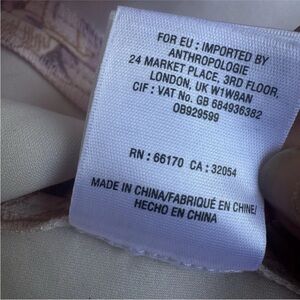 FOR EU : IMPORTED BY
ANTHROPOLOGIE
24 MARKET PLACE, 3RD FLOOR,
LONDON, UK W1W8AN
CIF : VAT No. GB 684936382
OB929599
RN : 66170 CA : 32054
MADE IN CHINA/FABRIQUÉ EN CHINE/
HECHO EN CHINA